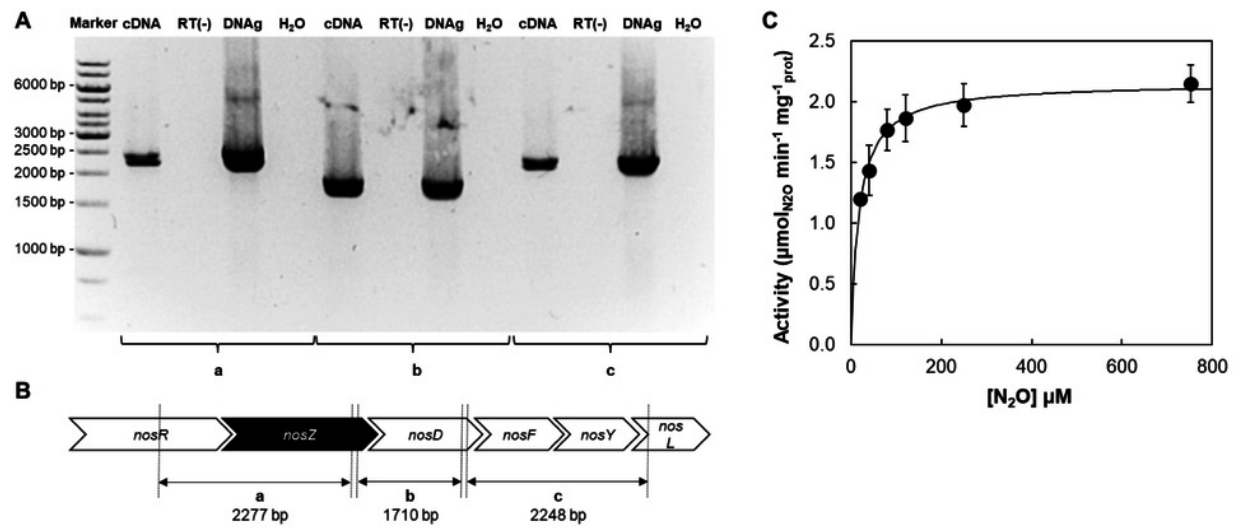 A
Marker cDNA RT(-) DNAg H₂O cDNA RT(-) DNAg H₂O cDNA RT(-) DNAg H₂O
6000 bp
3000 bp
2500 bp
2000 bp
1500 bp
1000 bp
a b c
B
nosR nosZ nosD nosF nosY nos
L
a b c
2277 bp 1710 bp 2248 bp
C
Activity (µmol_N2O min⁻¹ mg⁻¹_prot)
2.5
2.0
1.5
1.0
0.5
0.0
0 200 400 600 800
[N₂O] µM